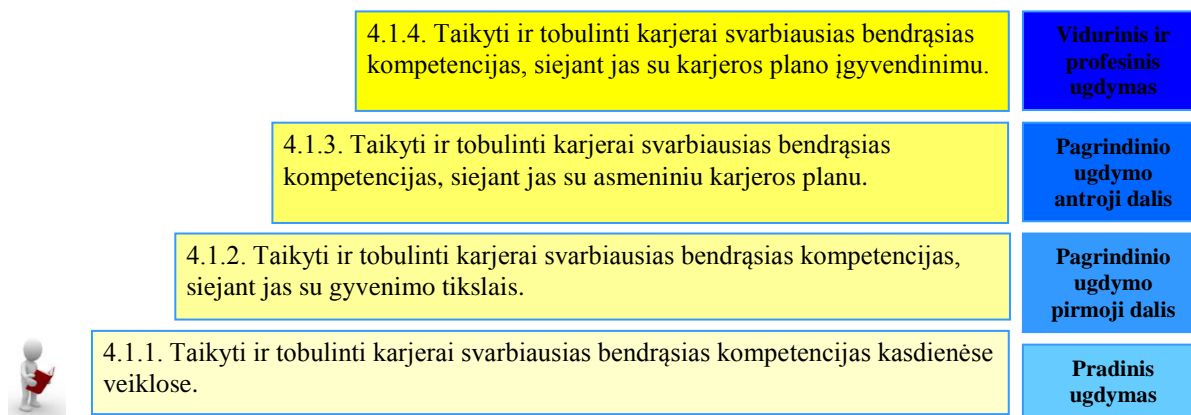 4.1.4. Taikyti ir tobulinti karjerai svarbiausias bendrąsias
kompetencijas, siejant jas su karjeros plano įgyvendinimu.
Vidurinis ir
profesinis
ugdymas
4.1.3. Taikyti ir tobulinti karjerai svarbiausias bendrąsias
kompetencijas, siejant jas su asmeniniu karjeros planu.
Pagrindinio
ugdymo
antroji dalis
4.1.2. Taikyti ir tobulinti karjerai svarbiausias bendrąsias kompetencijas,
siejant jas su gyvenimo tikslais.
Pagrindinio
ugdymo
pirmoji dalis
4.1.1. Taikyti ir tobulinti karjerai svarbiausias bendrąsias kompetencijas kasdienėse
veiklose.
Pradinis
ugdymas